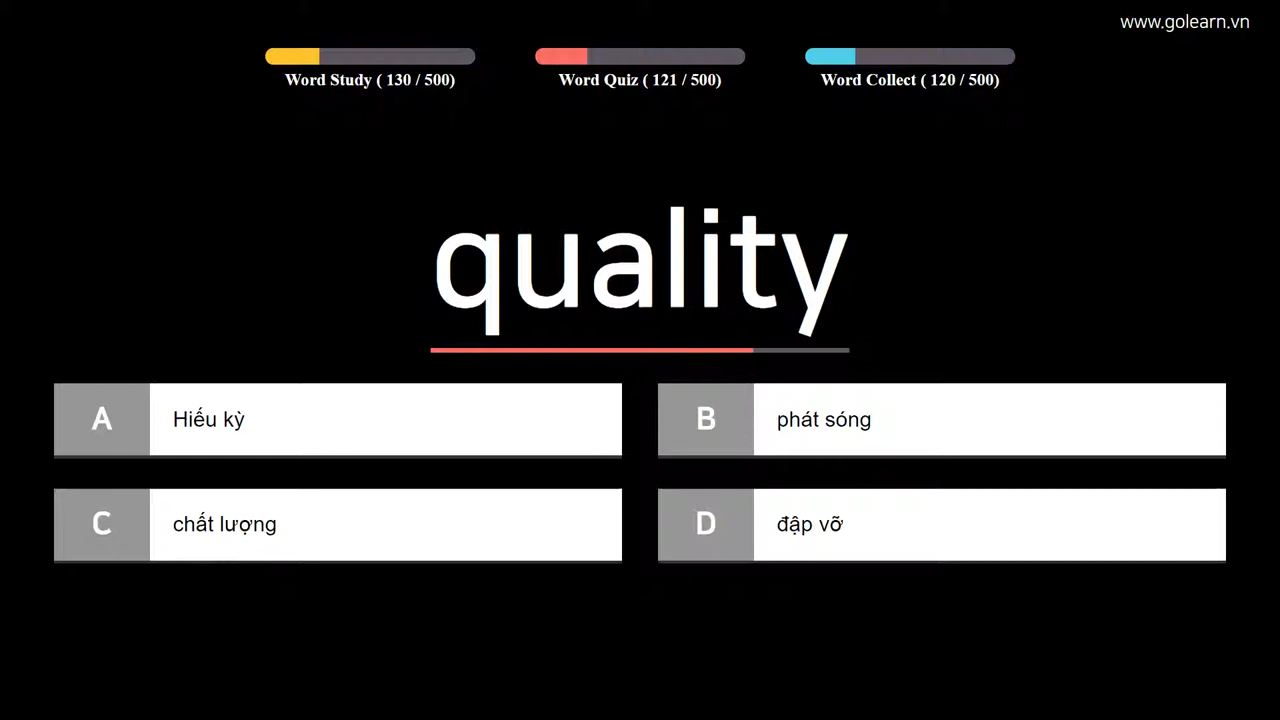 www.golearn.vn
Word Study ( 130 / 500)
Word Quiz ( 121 / 500)
Word Collect ( 120 / 500)
quality
A Hiếu kỳ
B phát sóng
C chất lượng
D đập vỡ